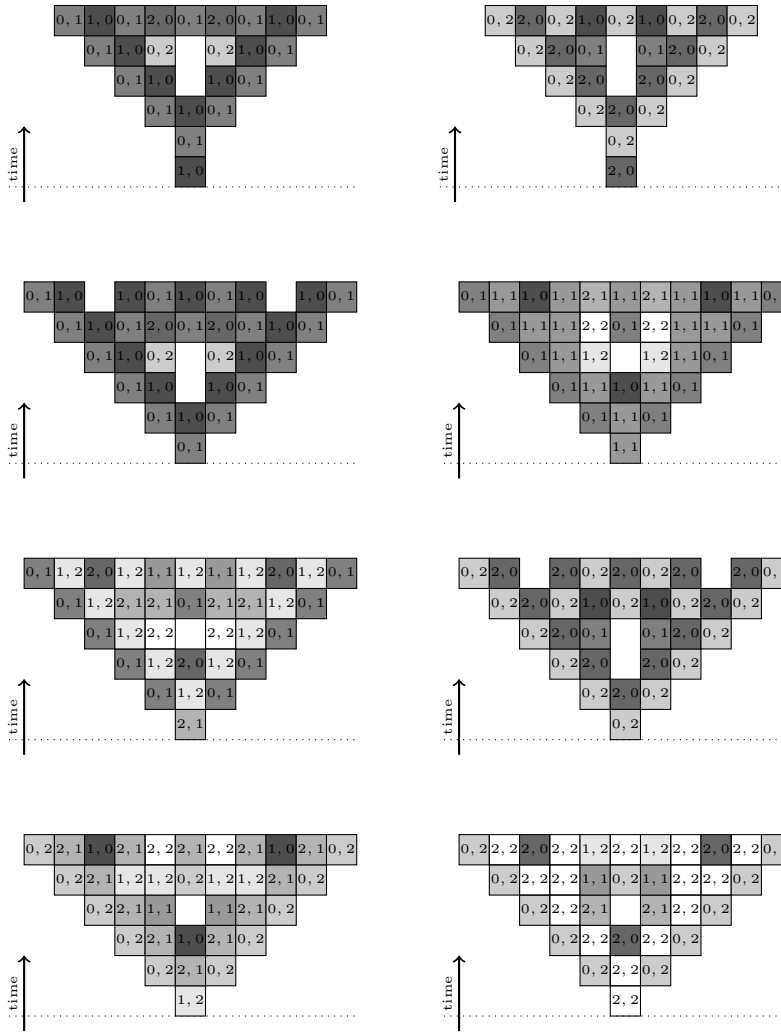 0, 1 1, 0 0, 1 2, 0 0, 1 2, 0 0, 1 1, 0 0, 1
0, 1 1, 0 0, 2 0, 2 1, 0 0, 1
0, 1 1, 0 1, 0 0, 1
0, 1 1, 0 0, 1
0, 1
1, 0
time
0, 2 2, 0 0, 2 1, 0 0, 2 1, 0 0, 2 2, 0 0, 2
0, 2 2, 0 0, 1 0, 1 2, 0 0, 2
0, 2 2, 0 2, 0 0, 2
0, 2 2, 0 0, 2
0, 2
2, 0
time
0, 1 1, 0 1, 0 0, 1 1, 0 0, 1 1, 0 1, 0 0, 1
0, 1 1, 0 0, 1 2, 0 0, 1 2, 0 0, 1 1, 0 0, 1
0, 1 1, 0 0, 2 0, 2 1, 0 0, 1
0, 1 1, 0 1, 0 0, 1
0, 1 1, 0 0, 1
0, 1
time
0, 1 1, 1 1, 0 1, 1 2, 1 1, 1 2, 1 1, 1 1, 0 1, 1 0,
0, 1 1, 1 1, 1 2, 2 0, 1 2, 2 1, 1 1, 1 0, 1
0, 1 1, 1 1, 2 1, 2 1, 1 0, 1
0, 1 1, 1 1, 0 1, 1 0, 1
0, 1 1, 1 0, 1
1, 1
time
0, 1 1, 2 2, 0 1, 2 1, 1 1, 2 1, 1 1, 2 2, 0 1, 2 0, 1
0, 1 1, 2 2, 1 2, 1 0, 1 2, 1 2, 1 1, 2 0, 1
0, 1 1, 2 2, 2 2, 2 1, 2 0, 1
0, 1 1, 2 2, 0 1, 2 0, 1
0, 1 1, 2 0, 1
2, 1
time
0, 2 2, 0 2, 0 0, 2 2, 0 0, 2 2, 0 2, 0 0,
0, 2 2, 0 0, 2 1, 0 0, 2 1, 0 0, 2 2, 0 0, 2
0, 2 2, 0 0, 1 0, 1 2, 0 0, 2
0, 2 2, 0 2, 0 0, 2
0, 2 2, 0 0, 2
0, 2
time
0, 2 2, 1 1, 0 2, 1 2, 2 2, 1 2, 2 2, 1 1, 0 2, 1 0, 2
0, 2 2, 1 1, 2 1, 2 0, 2 1, 2 1, 2 2, 1 0, 2
0, 2 2, 1 1, 1 1, 1 2, 1 0, 2
0, 2 2, 1 1, 0 2, 1 0, 2
0, 2 2, 1 0, 2
1, 2
time
0, 2 2, 2 2, 0 2, 2 1, 2 2, 2 1, 2 2, 2 2, 0 2, 2 0,
0, 2 2, 2 2, 2 1, 1 0, 2 1, 1 2, 2 2, 2 0, 2
0, 2 2, 2 2, 1 2, 1 2, 2 0, 2
0, 2 2, 2 2, 0 2, 2 0, 2
0, 2 2, 2 0, 2
2, 2
time